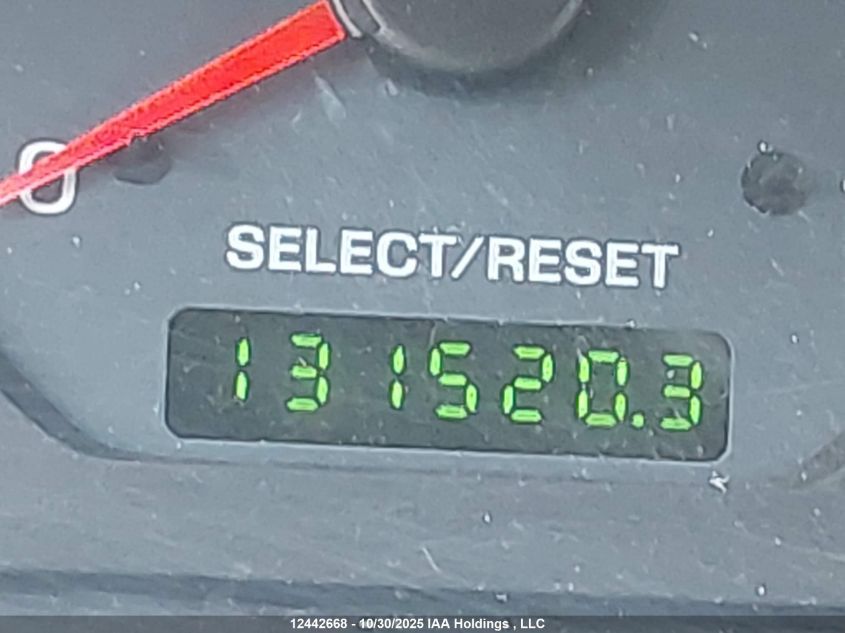 0
SELECT/RESET
131520.3
12442668 - 10/30/2025 IAA Holdings , LLC